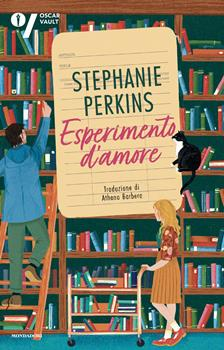 OSCAR
VAULT
STEPHANIE
PERKINS
Esperimento
d'amore
Traduzione di
Athena Barbera
MONDADORI